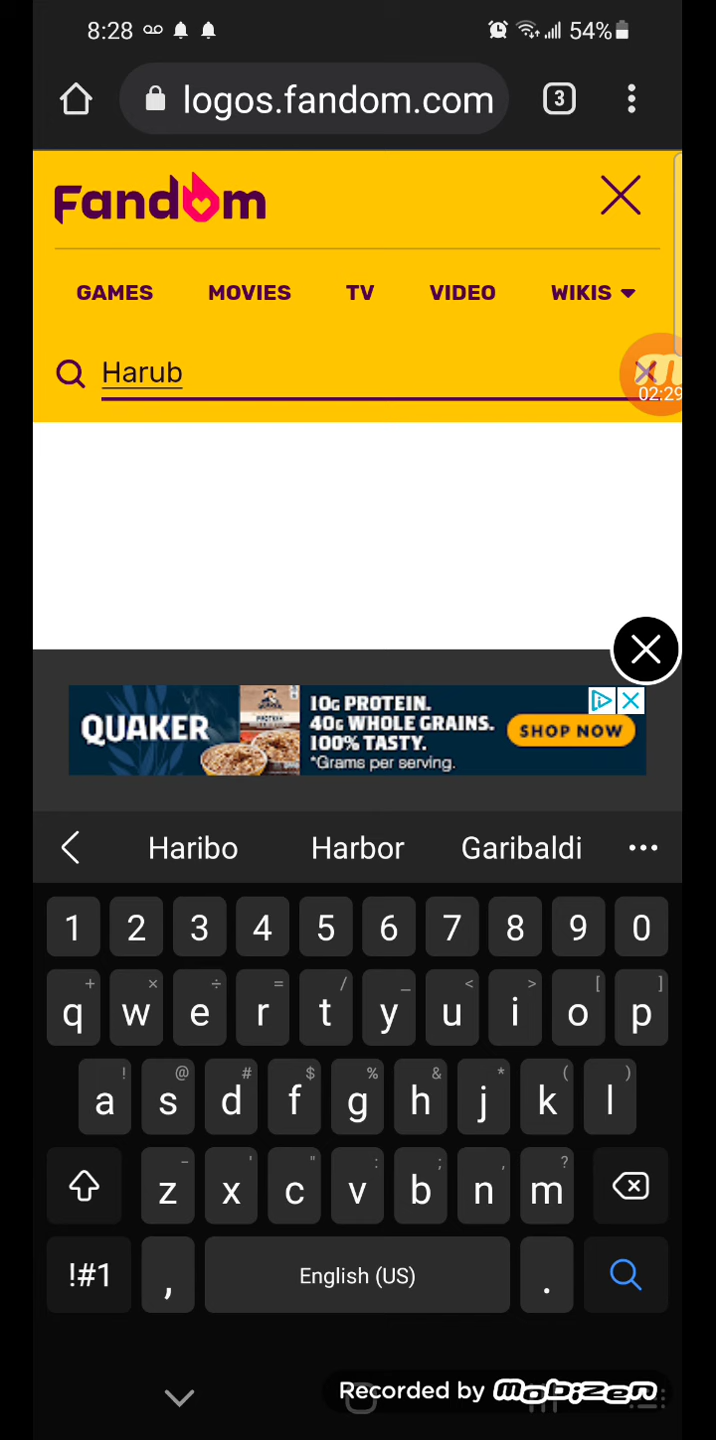 8:28 54%
logos.fandom.com 3
Fandom
GAMES MOVIES TV VIDEO WIKIS
Harub
02:29
QUAKER
10G PROTEIN.
40G WHOLE GRAINS.
100% TASTY.
*Grams per serving.
SHOP NOW
Haribo Harbor Garibaldi ...
1 2 3 4 5 6 7 8 9 0
+ × ÷ = / _ < > [ ]
q w e r t y u i o p
! @ # $ % & * ( )
a s d f g h j k l
- ' " : ; , ?
z x c v b n m
!#1 , English (US) .
Recorded by mobizen